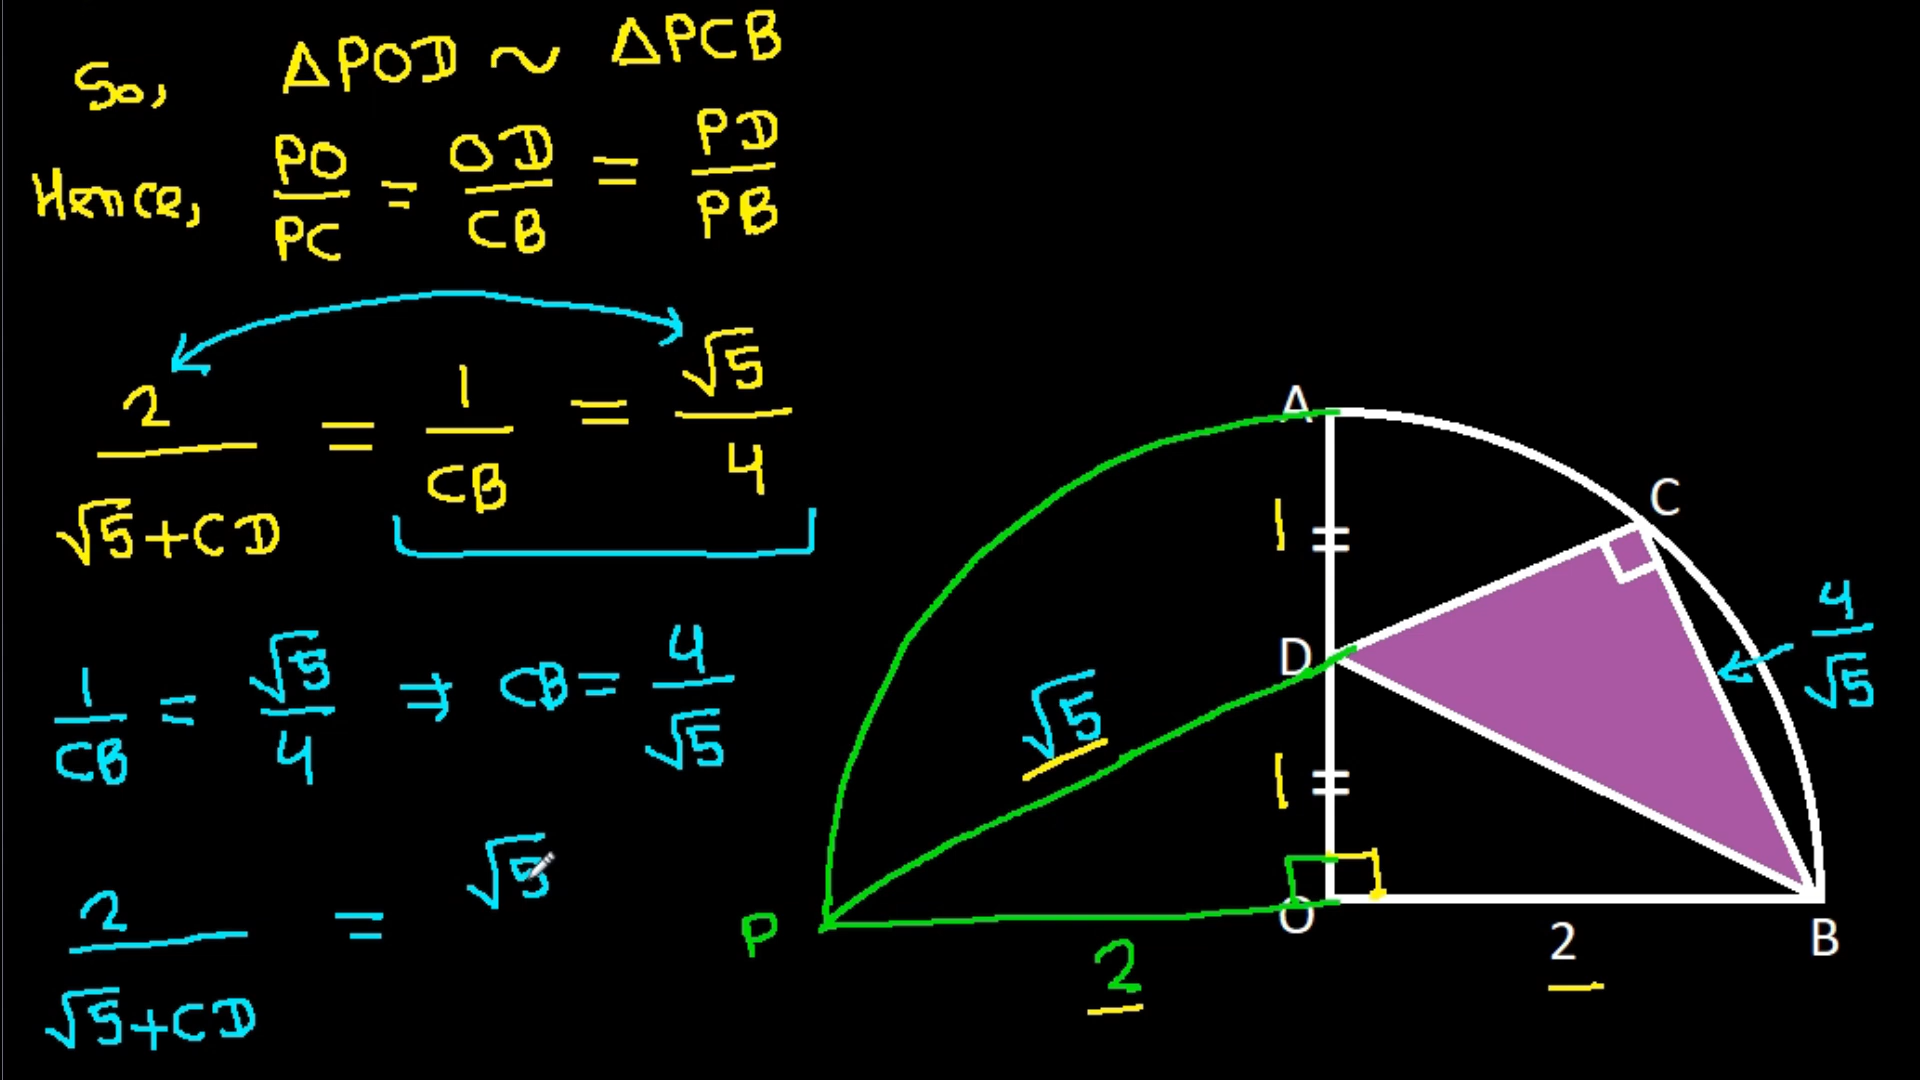 So, ΔPOD ~ ΔPCB
Hence, PO/PC = OD/CB = PD/PB
2/(√5+CD) = 1/CB = √5/4
1/CB = √5/4 ⇒ CB = 4/√5
2/(√5+CD) = √5
A
C
1
D
4/√5
√5
1
P
O
B
2
2